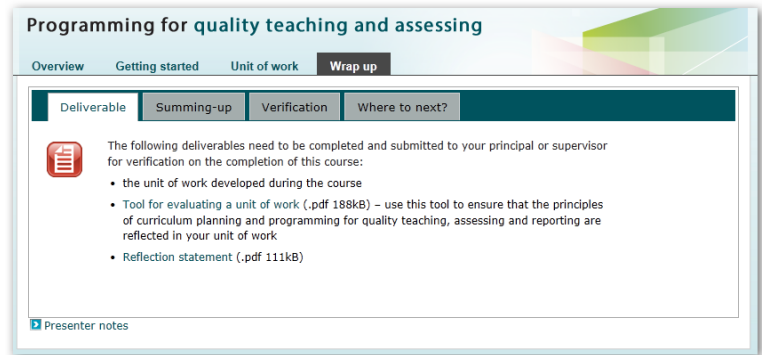 Programming for quality teaching and assessing
Overview Getting started Unit of work Wrap up
Deliverable Summing-up Verification Where to next?
The following deliverables need to be completed and submitted to your principal or supervisor
for verification on the completion of this course:
• the unit of work developed during the course
• Tool for evaluating a unit of work (.pdf 188kB) – use this tool to ensure that the principles
of curriculum planning and programming for quality teaching, assessing and reporting are
reflected in your unit of work
• Reflection statement (.pdf 111kB)
Presenter notes